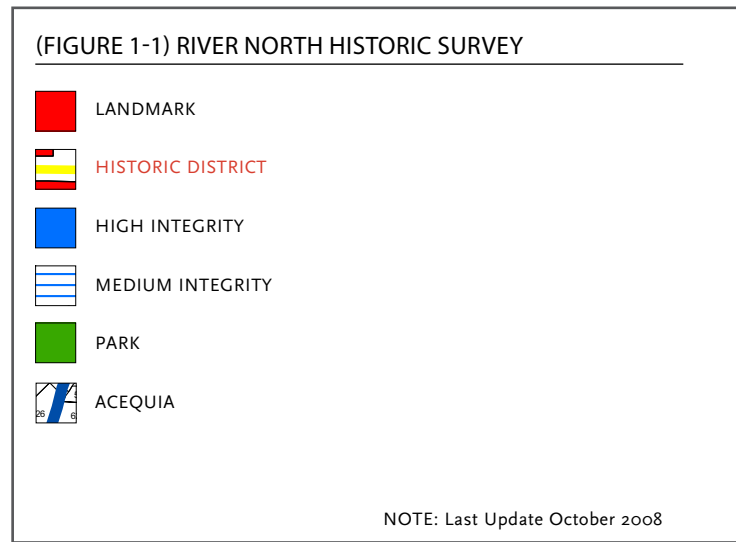 (FIGURE 1-1) RIVER NORTH HISTORIC SURVEY
LANDMARK
HISTORIC DISTRICT
HIGH INTEGRITY
MEDIUM INTEGRITY
PARK
26
ACEQUIA
NOTE: Last Update October 2008